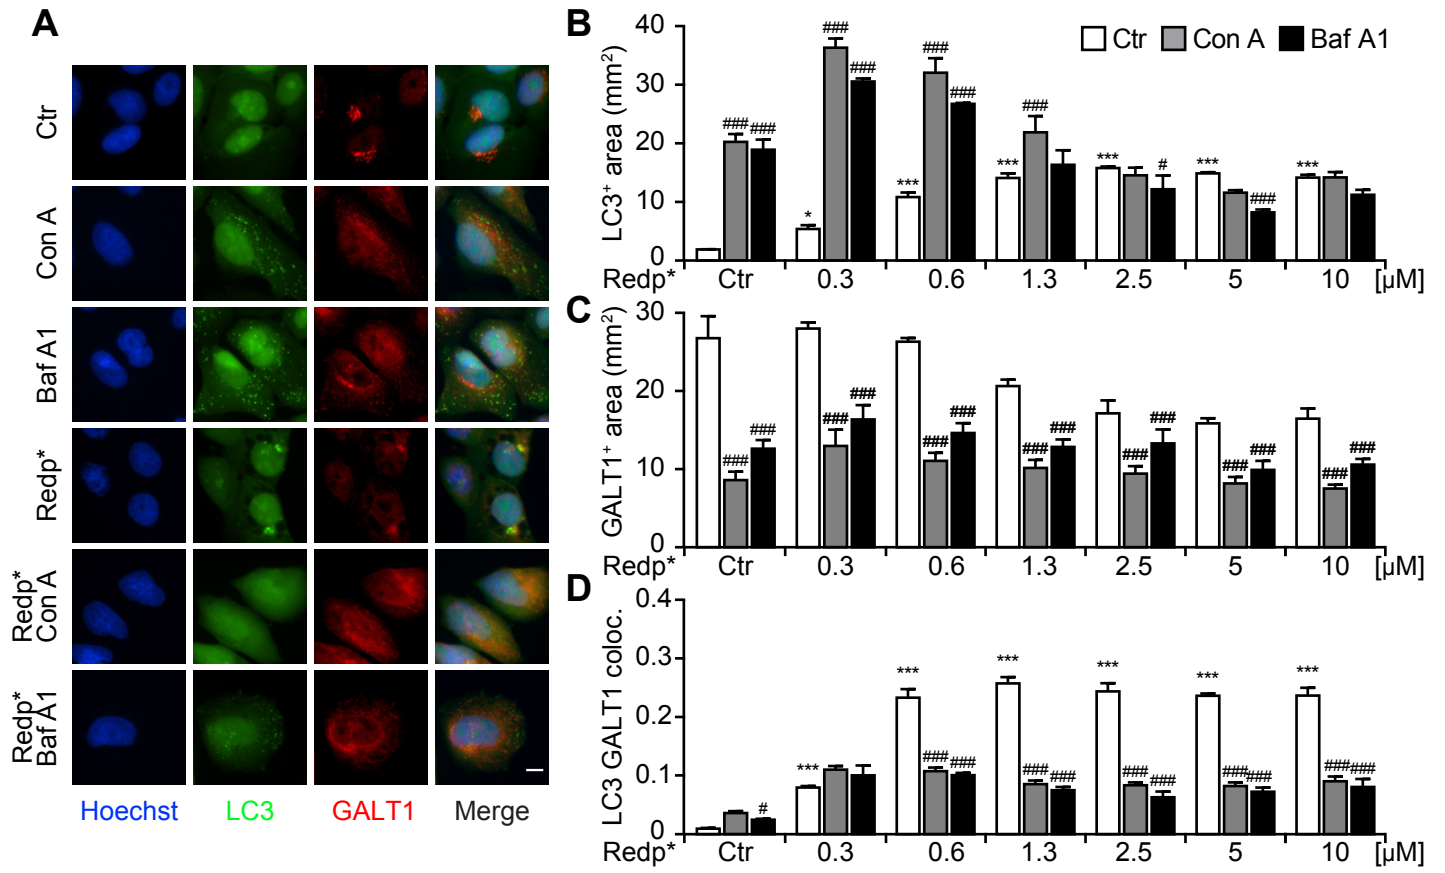 A
Ctr
Con A
Baf A1
Redp*
Redp*
Con A
Redp*
Baf A1
Hoechst LC3 GALT1 Merge
B
Ctr Con A Baf A1
LC3⁺ area (mm²)
40
30
20
10
0
### ###
* ### ###
*** ### ###
*** ###
*** #
*** ###
***
Redp* Ctr 0.3 0.6 1.3 2.5 5 10 [µM]
C
GALT1⁺ area (mm²)
30
20
10
0
### ###
### ###
### ###
### ###
### ###
### ###
### ###
Redp* Ctr 0.3 0.6 1.3 2.5 5 10 [µM]
D
LC3 GALT1 coloc.
0.4
0.3
0.2
0.1
0
#
***
*** ### ###
*** ### ###
*** ### ###
*** ### ###
*** ### ###
Redp* Ctr 0.3 0.6 1.3 2.5 5 10 [µM]